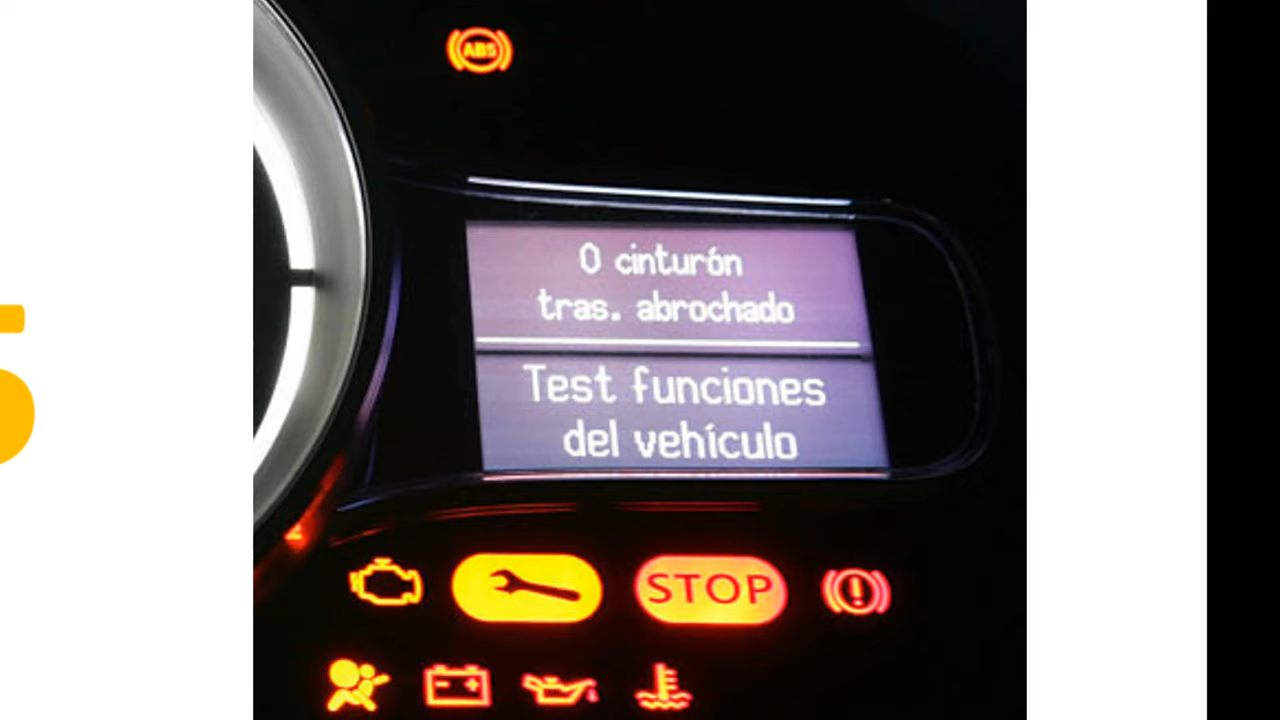 ABS
0 cinturón
tras. abrochado
Test funciones
del vehículo
STOP